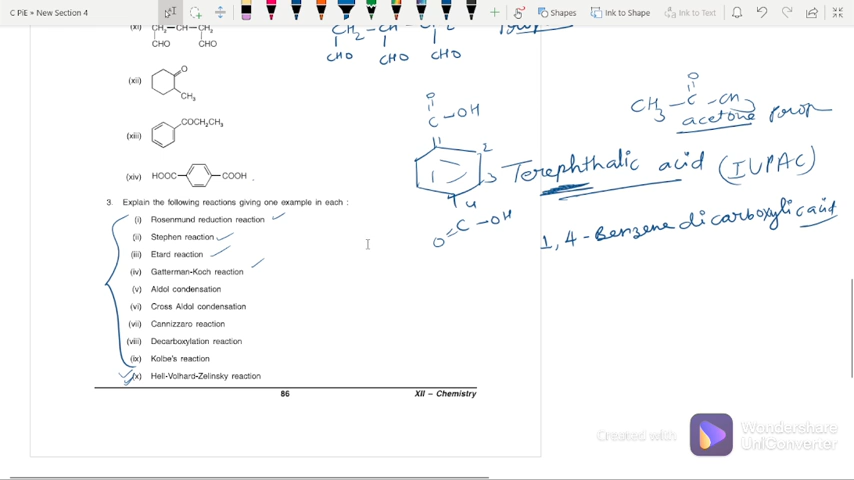 C PiE » New Section 4
Shapes
Ink to Shape
Ink to Text
(xi) CH₂—CH—CH₂
CHO CHO
CH₂ – CH – C 2
CHO CHO CHO
(xii) O
CH₃
(xiii) COCH₂CH₃
(xiv) HOOC COOH .
O
C – OH
2
3
4
O = C – OH
O
CH₃ – C – CH₃
acetone
Terephthalic acid (IUPAC)
1, 4 - Benzene dicarboxylic acid
3. Explain the following reactions giving one example in each :
(i) Rosenmund reduction reaction
(ii) Stephen reaction
(iii) Etard reaction
(iv) Gatterman-Koch reaction
(v) Aldol condensation
(vi) Cross Aldol condensation
(vii) Cannizzaro reaction
(viii) Decarboxylation reaction
(ix) Kolbe's reaction
(x) Hell-Volhard-Zelinsky reaction
86 XII – Chemistry
Created with Wondershare
UniConverter